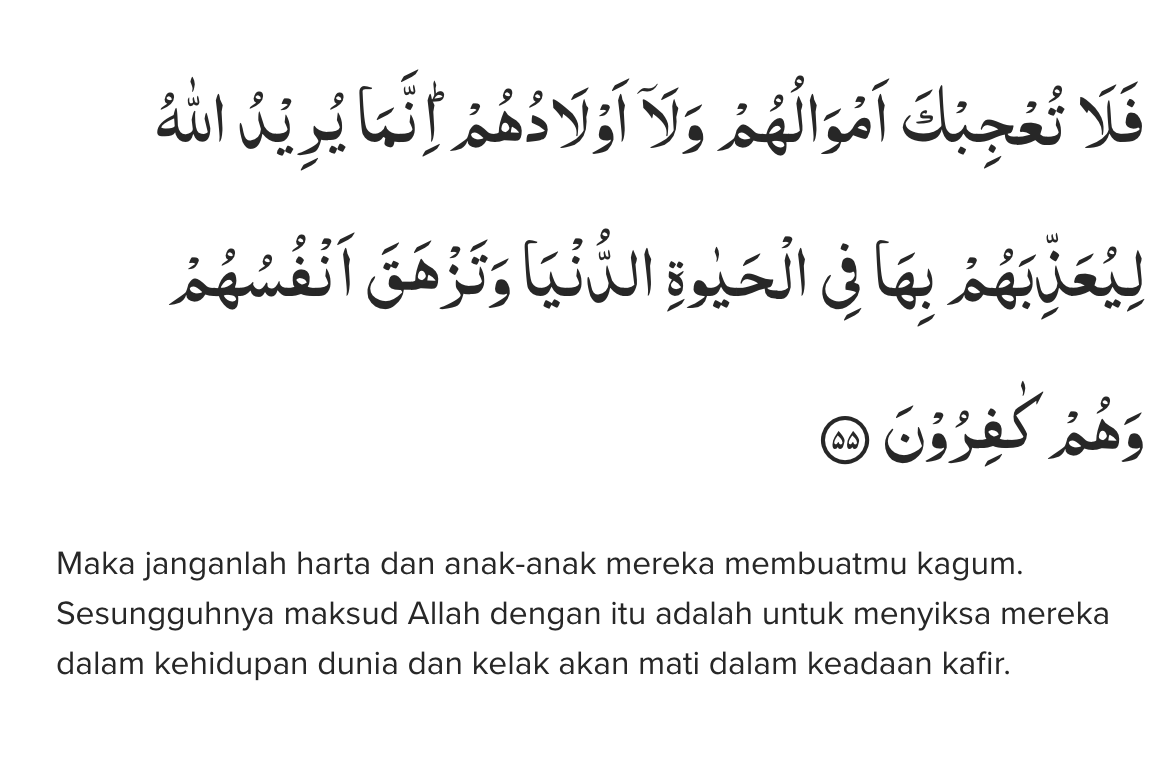 فَلَا تُعْجِبْكَ اَمْوَالُهُمْ وَلَآ اَوْلَادُهُمْ ۗاِنَّمَا يُرِيْدُ اللّٰهُ
لِيُعَذِّبَهُمْ بِهَا فِى الْحَيٰوةِ الدُّنْيَا وَتَزْهَقَ اَنْفُسُهُمْ
وَهُمْ كٰفِرُوْنَ ۵۵
Maka janganlah harta dan anak-anak mereka membuatmu kagum.
Sesungguhnya maksud Allah dengan itu adalah untuk menyiksa mereka
dalam kehidupan dunia dan kelak akan mati dalam keadaan kafir.